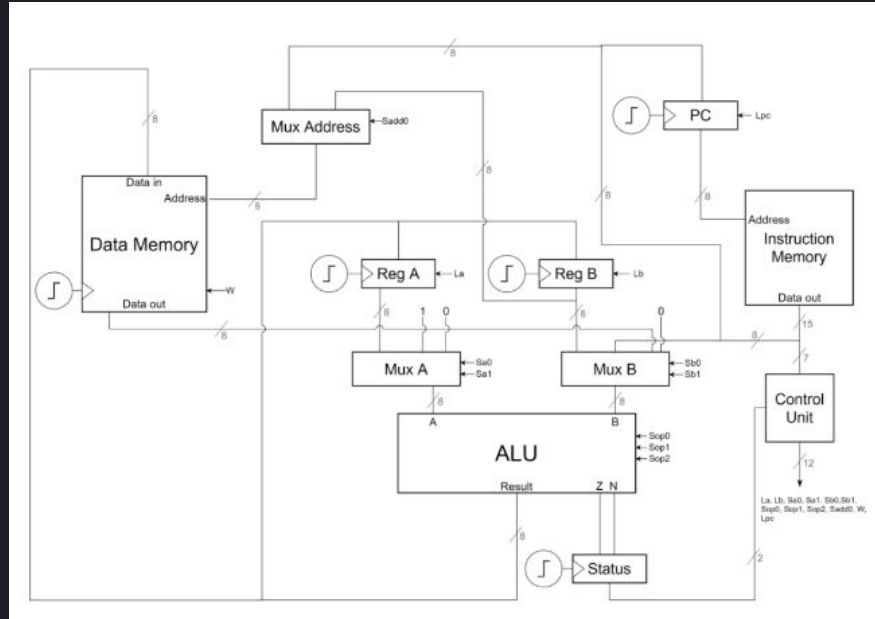 8
8
Mux Address
Sadd0
PC
Lpc
Data in
Address
8
8
8
8
Address
Data Memory
Instruction
Memory
Reg A
La
Reg B
Lb
W
Data out
Data out
8
8
1
0
8
0
8
15
7
Mux A
Sa0
Sa1
Mux B
Sb0
Sb1
Control
Unit
8
8
A
B
ALU
Sop0
Sop1
Sop2
12
Result
Z N
La, Lb, Sa0, Sa1, Sb0,Sb1,
Sop0, Sop1, Sop2, Sadd0, W,
Lpc
8
Status
2